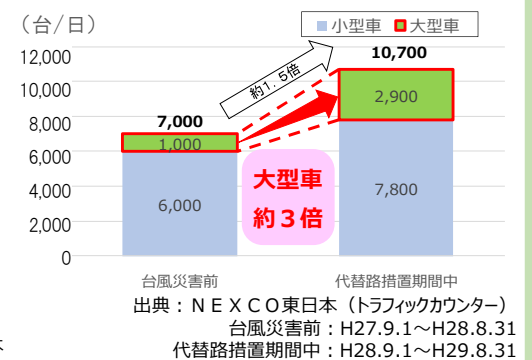 (台/日)
小型車 大型車
12,000
10,000
8,000
6,000
4,000
2,000
0
7,000
1,000
6,000
約1.5倍
10,700
2,900
7,800
大型車
約3倍
台風災害前 代替路措置期間中
出典:NEXCO東日本(トラフィックカウンター)
台風災害前:H27.9.1~H28.8.31
代替路措置期間中:H28.9.1~H29.8.31